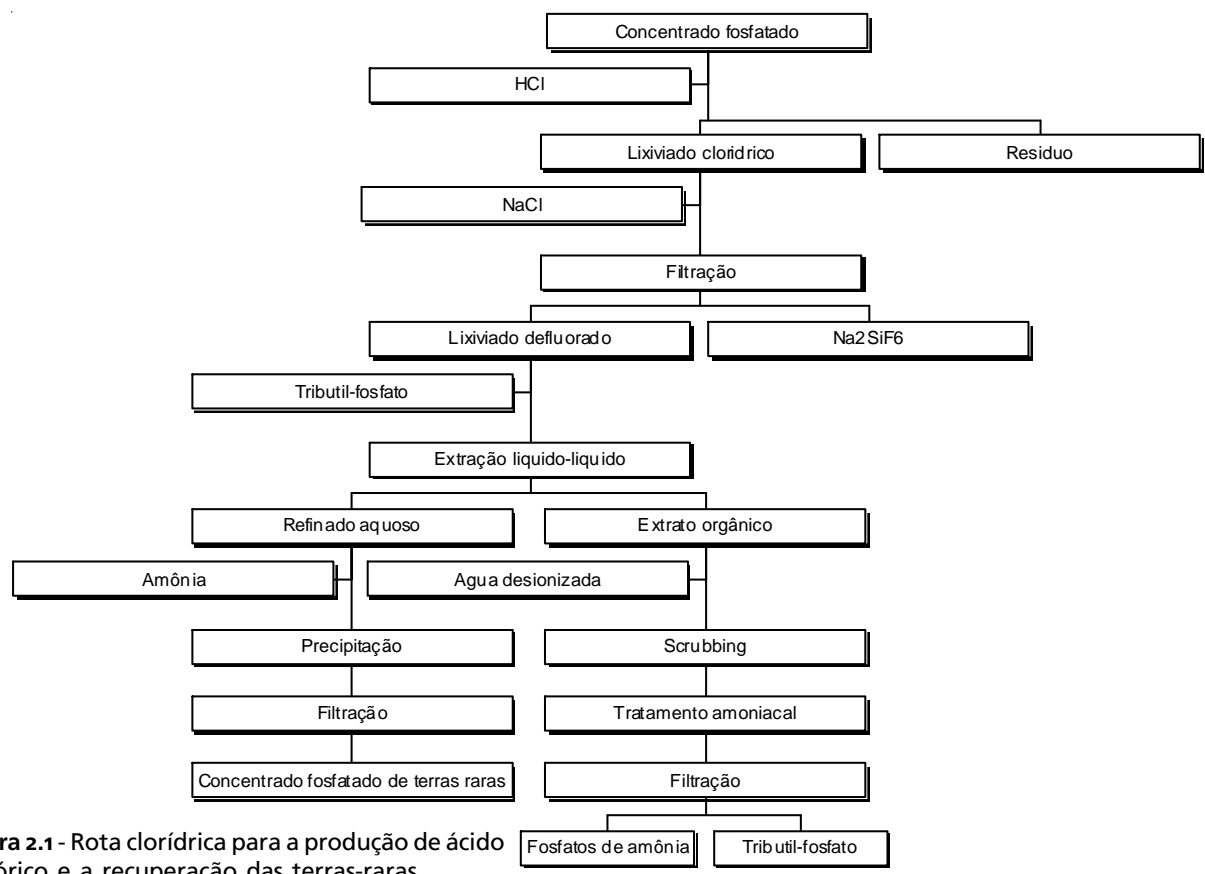 Concentrado fosfatado
HCl
Lixiviado cloridrico
Residuo
NaCl
Filtração
Lixiviado defluorado
Na2SiF6
Tributil-fosfato
Extração liquido-liquido
Refinado aquoso
Extrato orgânico
Amônia
Agua desionizada
Precipitação
Scrubbing
Filtração
Tratamento amoniacal
Concentrado fosfatado de terras raras
Filtração
Fosfatos de amônia
Tributil-fosfato
ra 2.1 - Rota clorídrica para a produção de ácido
órico e a recuperação das terras-raras